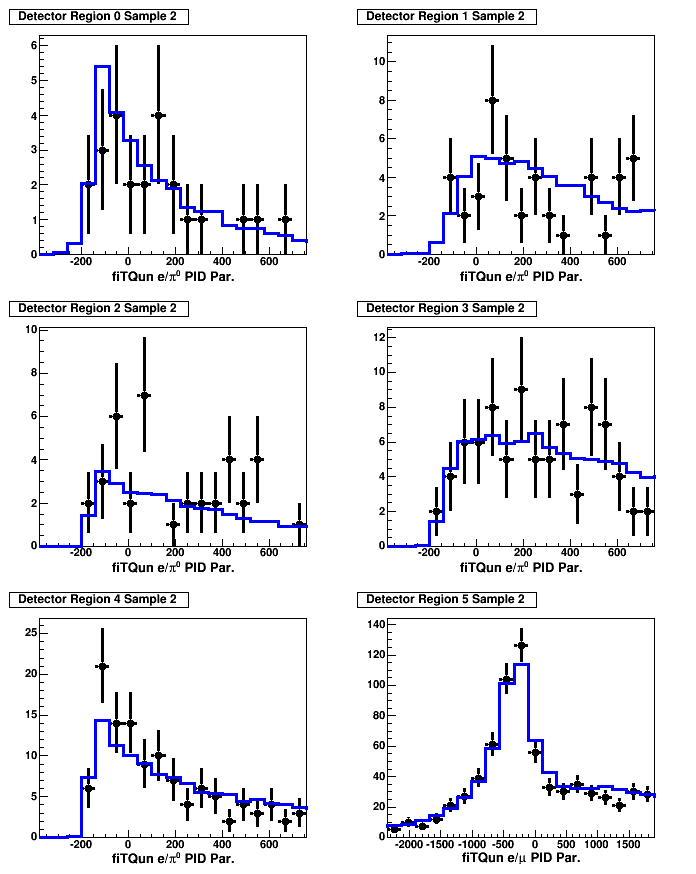 Detector Region 0 Sample 2
6
5
4
3
2
1
0
-200 0 200 400 600
fiTQun e/π⁰ PID Par.
Detector Region 1 Sample 2
10
8
6
4
2
0
-200 0 200 400 600
fiTQun e/π⁰ PID Par.
Detector Region 2 Sample 2
10
8
6
4
2
0
-200 0 200 400 600
fiTQun e/π⁰ PID Par.
Detector Region 3 Sample 2
12
10
8
6
4
2
0
-200 0 200 400 600
fiTQun e/π⁰ PID Par.
Detector Region 4 Sample 2
25
20
15
10
5
0
-200 0 200 400 600
fiTQun e/π⁰ PID Par.
Detector Region 5 Sample 2
140
120
100
80
60
40
20
0
-2000 -1500 -1000 -500 0 500 1000 1500
fiTQun e/μ PID Par.